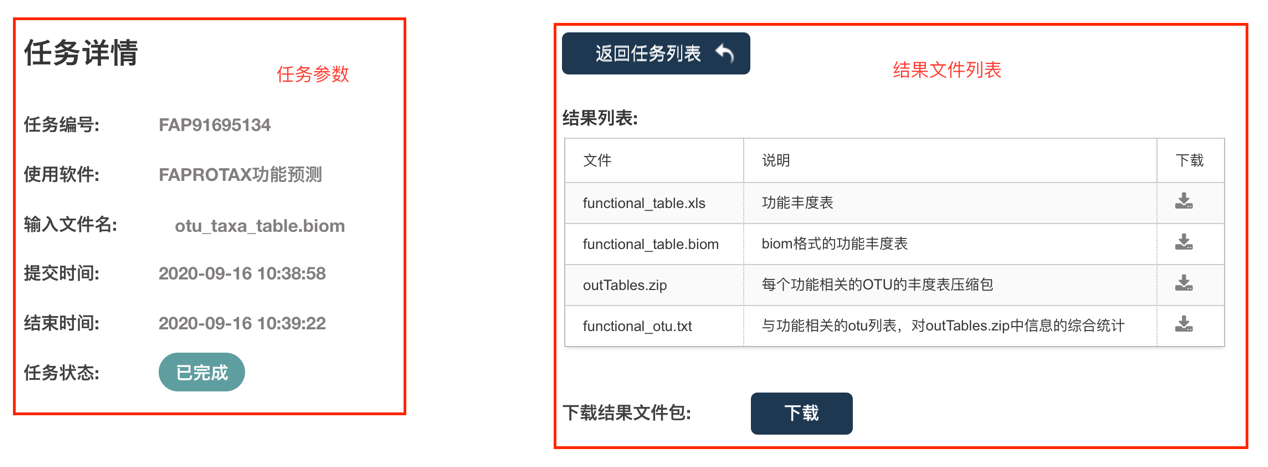 任务详情
任务参数
任务编号: FAP91695134
使用软件: FAPROTAX功能预测
输入文件名: otu_taxa_table.biom
提交时间: 2020-09-16 10:38:58
结束时间: 2020-09-16 10:39:22
任务状态: 已完成
返回任务列表
结果文件列表
结果列表:
文件 说明 下载
functional_table.xls 功能丰度表
functional_table.biom biom格式的功能丰度表
outTables.zip 每个功能相关的OTU的丰度表压缩包
functional_otu.txt 与功能相关的otu列表，对outTables.zip中信息的综合统计
下载结果文件包: 下载